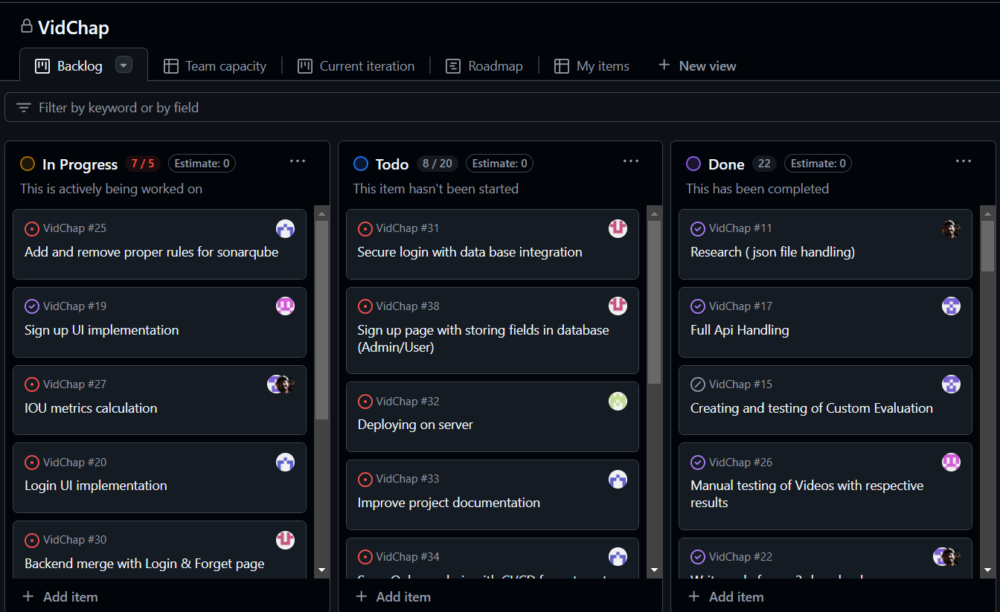 VidChap
Backlog
Team capacity
Current iteration
Roadmap
My items
New view
Filter by keyword or by field
In Progress 7 / 5 Estimate: 0
This is actively being worked on
VidChap #25
Add and remove proper rules for sonarqube
VidChap #19
Sign up UI implementation
VidChap #27
IOU metrics calculation
VidChap #20
Login UI implementation
VidChap #30
Backend merge with Login & Forget page
Add item
Todo 8 / 20 Estimate: 0
This item hasn't been started
VidChap #31
Secure login with data base integration
VidChap #38
Sign up page with storing fields in database
(Admin/User)
VidChap #32
Deploying on server
VidChap #33
Improve project documentation
VidChap #34
Add item
Done 22 Estimate: 0
This has been completed
VidChap #11
Research ( json file handling)
VidChap #17
Full Api Handling
VidChap #15
Creating and testing of Custom Evaluation
VidChap #26
Manual testing of Videos with respective
results
VidChap #22
Add item